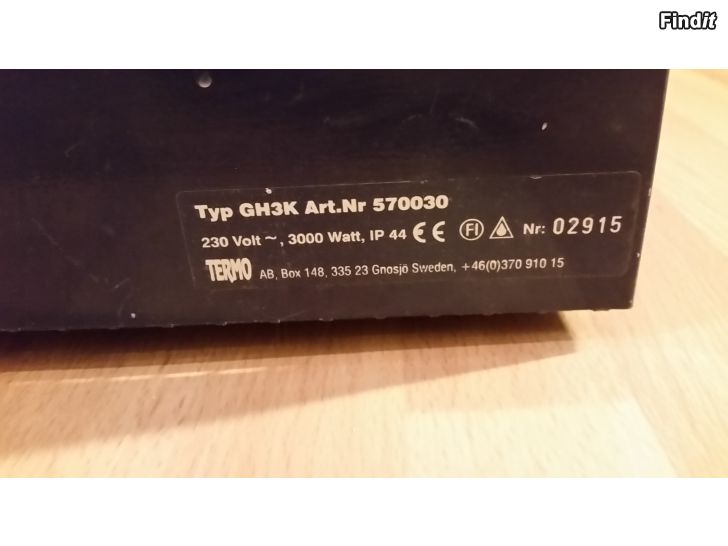 Findit
Typ GH3K Art.Nr 570030
230 Volt ~, 3000 Watt, IP 44 CE FI Nr: 02915
TERMO AB, Box 148, 335 23 Gnosjö Sweden, +46(0)370 910 15